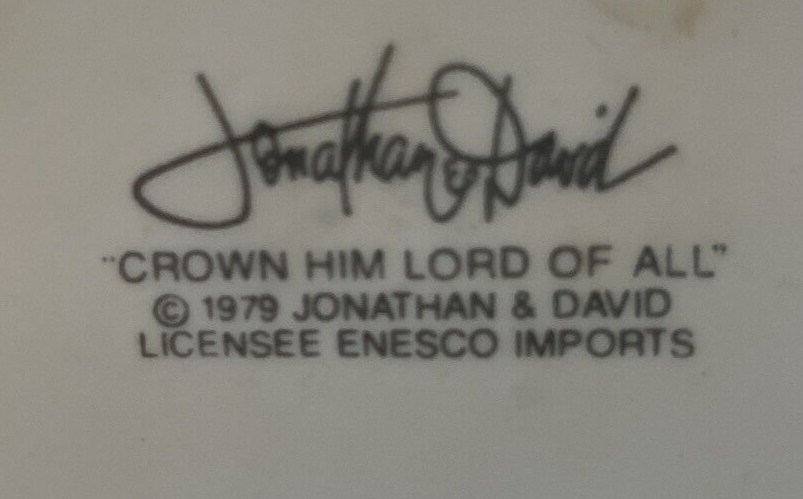 Jonathan & David
"CROWN HIM LORD OF ALL"
© 1979 JONATHAN & DAVID
LICENSEE ENESCO IMPORTS